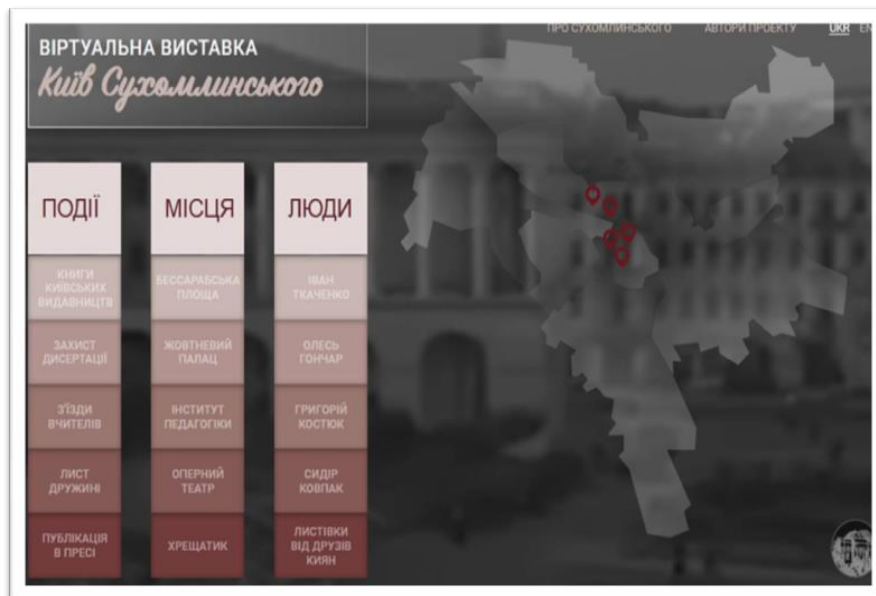 ПРО СУХОМЛИНСЬКОГО АВТОРИ ПРОЕКТУ UKR EN
ВІРТУАЛЬНА ВИСТАВКА
Київ Сухомлинського
ПОДІЇ МІСЦЯ ЛЮДИ
КНИГИ
КИЇВСЬКИХ
ВИДАВНИЦТВ
БЕССАРАБСЬКА
ПЛОЩА
ІВАН
ТКАЧЕНКО
ЗАХИСТ
ДИСЕРТАЦІЇ
ЖОВТНЕВИЙ
ПАЛАЦ
ОЛЕСЬ
ГОНЧАР
З'ЇЗДИ
ВЧИТЕЛІВ
ІНСТИТУТ
ПЕДАГОГІКИ
ГРИГОРІЙ
КОСТЮК
ЛИСТ
ДРУЖИНІ
ОПЕРНИЙ
ТЕАТР
СИДІР
КОВПАК
ПУБЛІКАЦІЯ
В ПРЕСІ
ХРЕЩАТИК
ЛИСТІВКИ
ВІД ДРУЗІВ
КИЯН